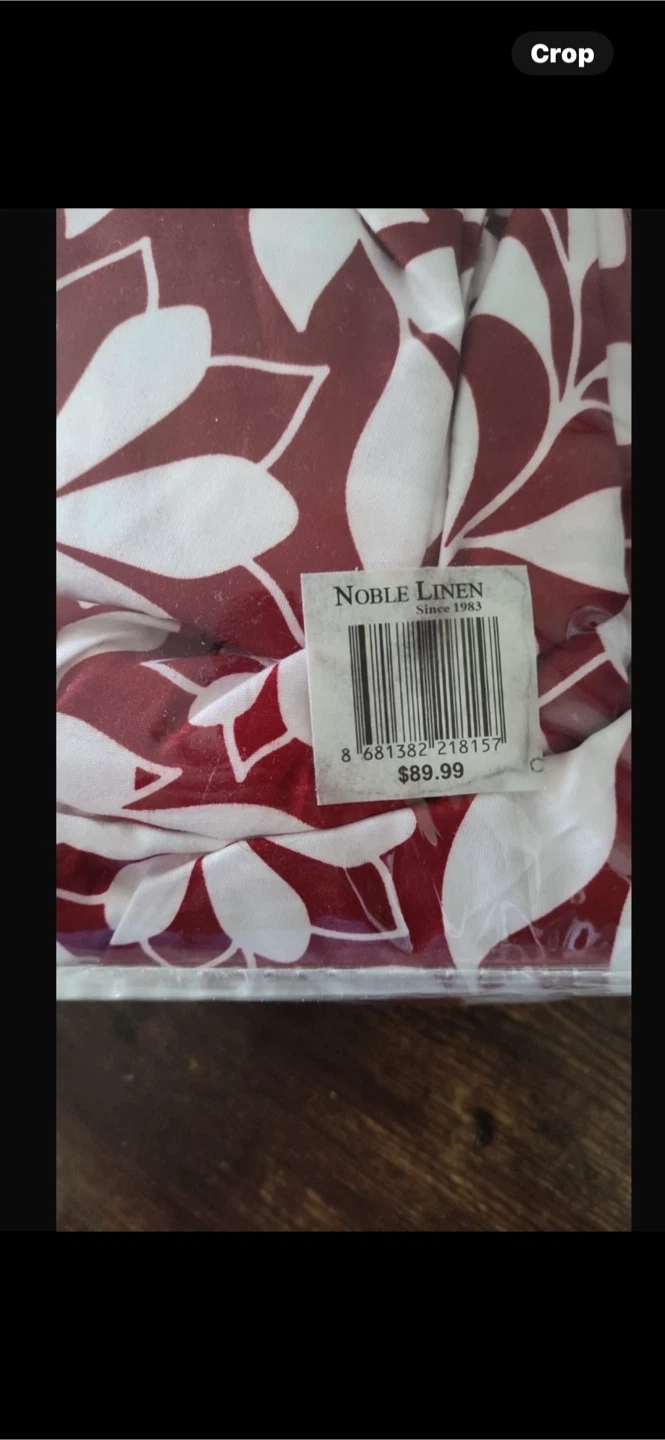 Crop
NOBLE LINEN
Since 1983
8 681382 218157
$89.99
C